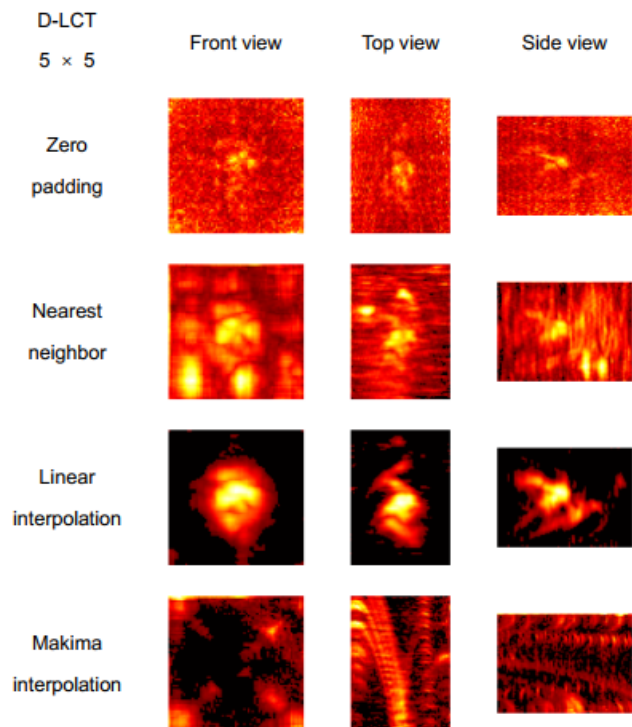 D-LCT
5 × 5
Front view
Top view
Side view
Zero
padding
Nearest
neighbor
Linear
interpolation
Makima
interpolation